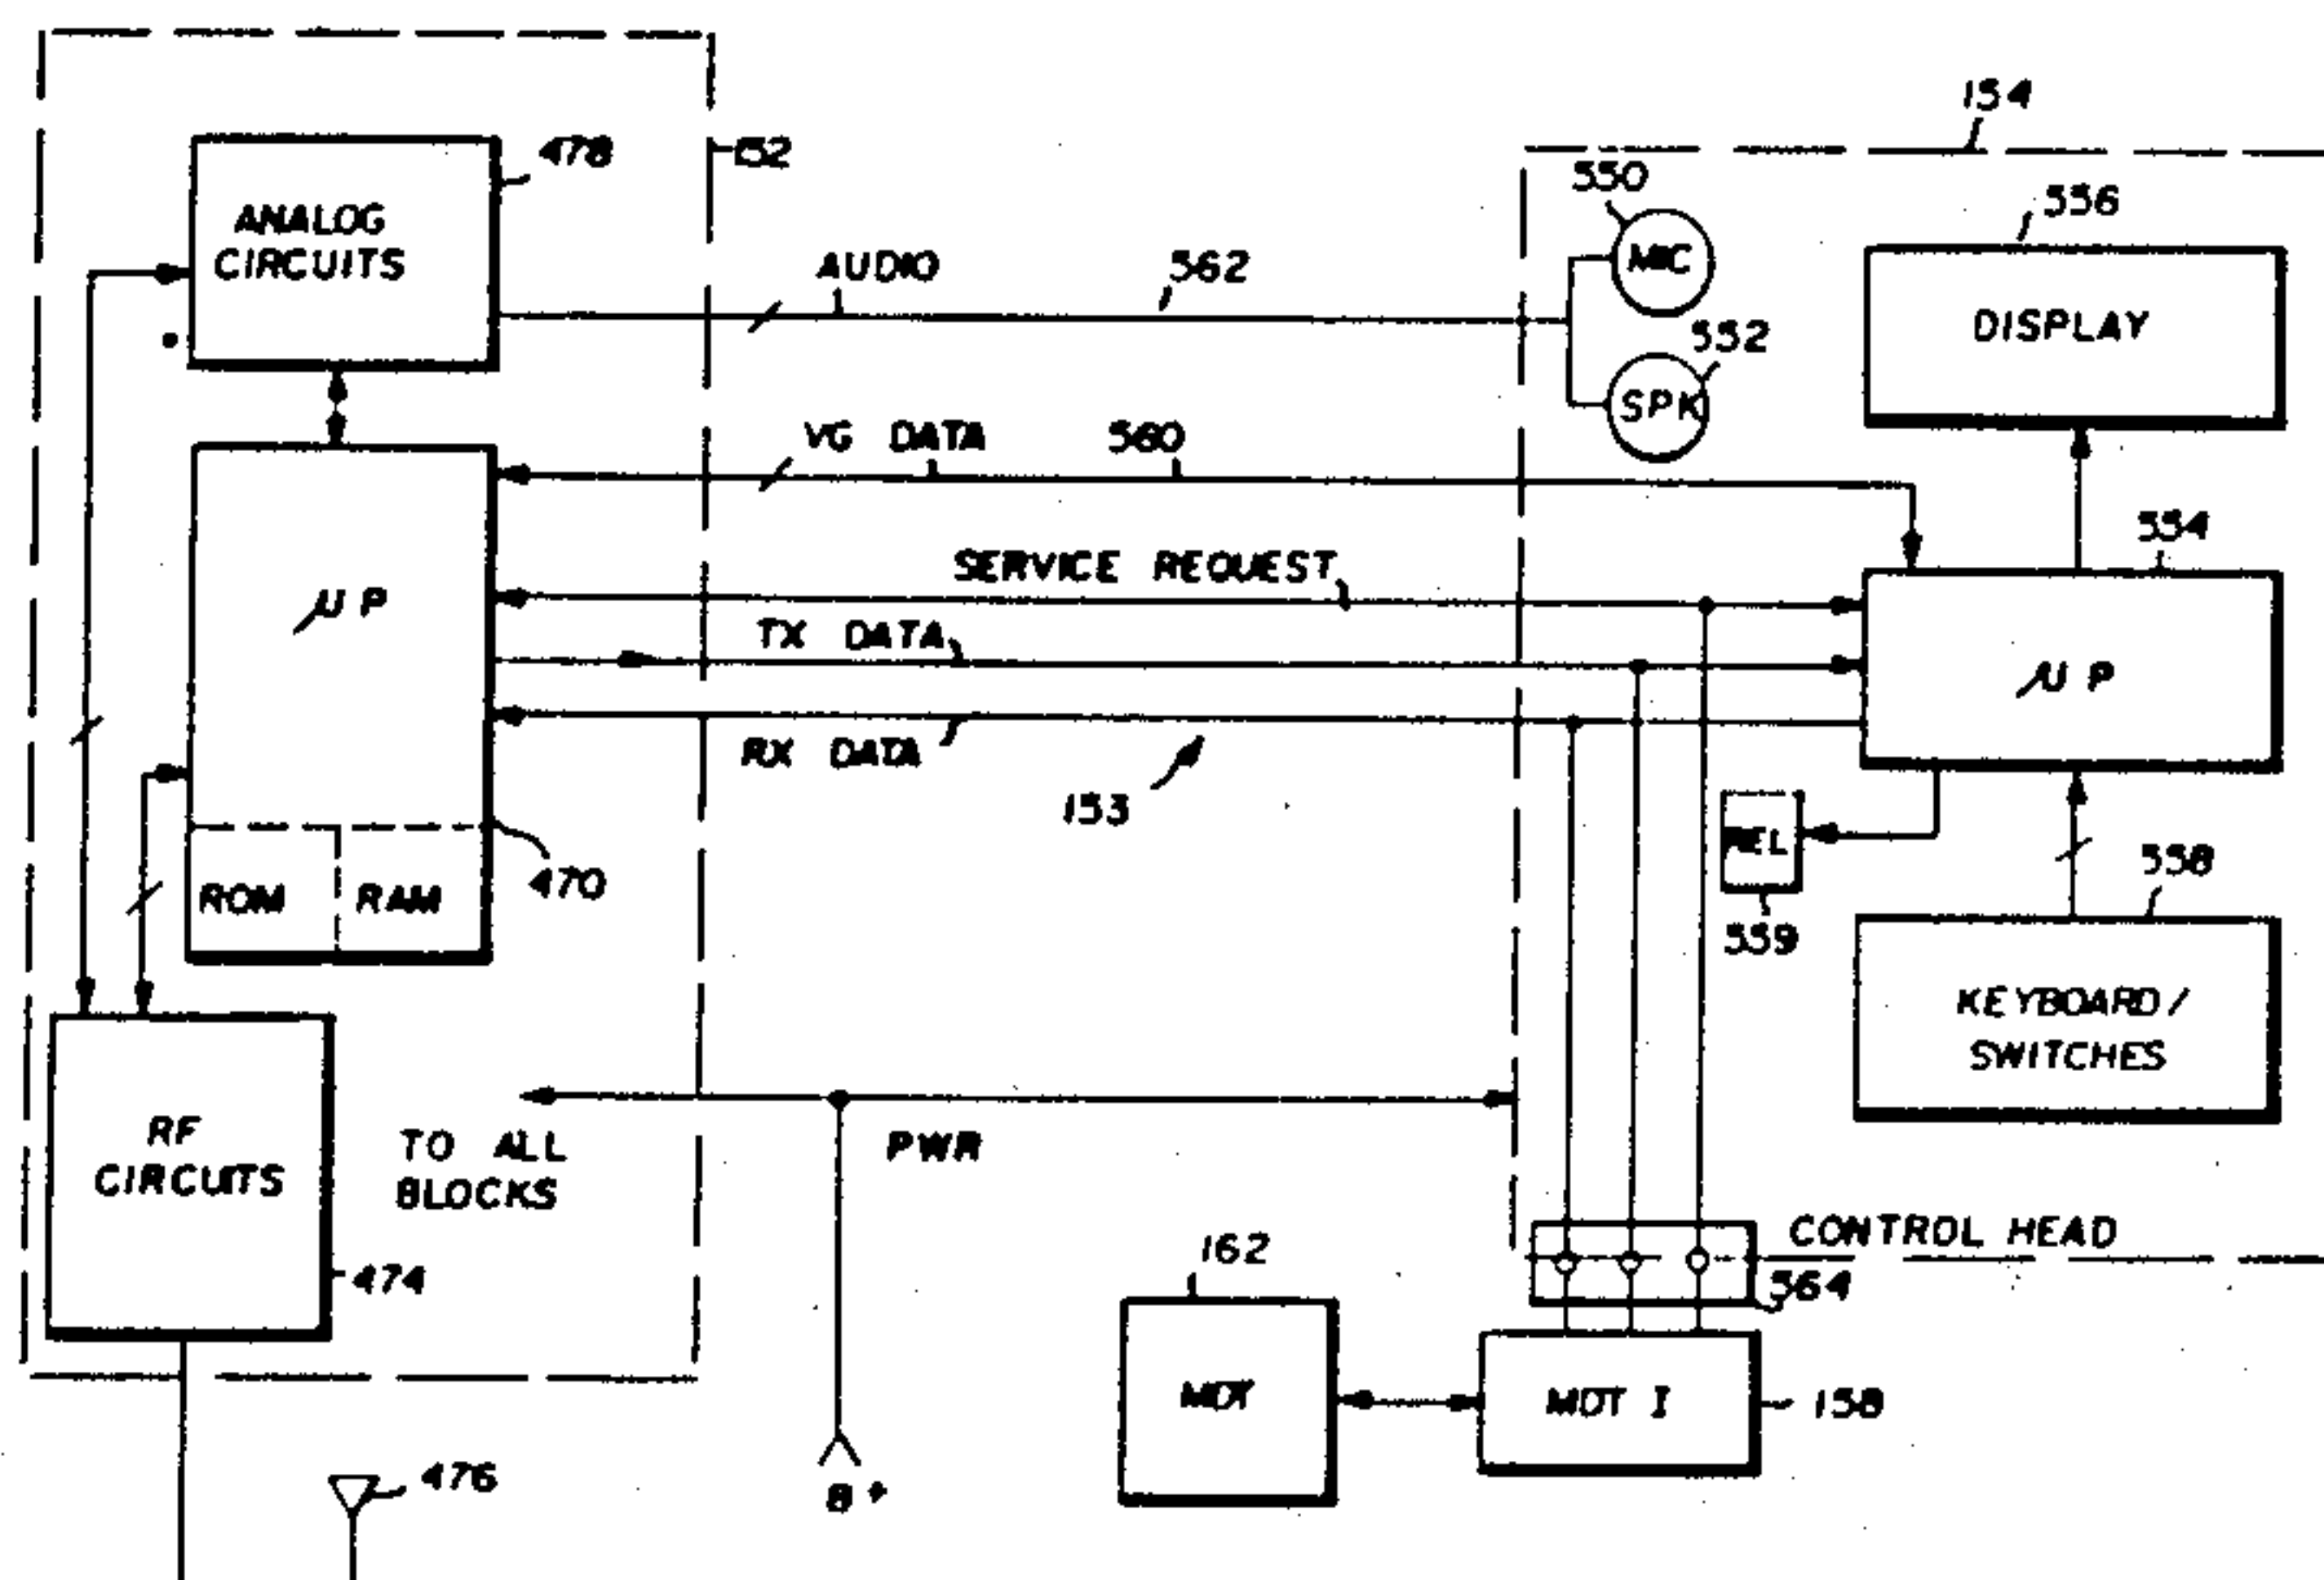 154
478
152
550
556
ANALOG
CIRCUITS
AUDIO
562
MIC
DISPLAY
552
SPK
VG DATA
560
554
SERVICE REQUEST
μP
TX DATA
μP
RX DATA
153
REL
558
470
ROM
RAM
559
KEYBOARD/
SWITCHES
RF
CIRCUITS
TO ALL
BLOCKS
PWR
162
CONTROL HEAD
474
564
MDT
MDT I
158
476
B+